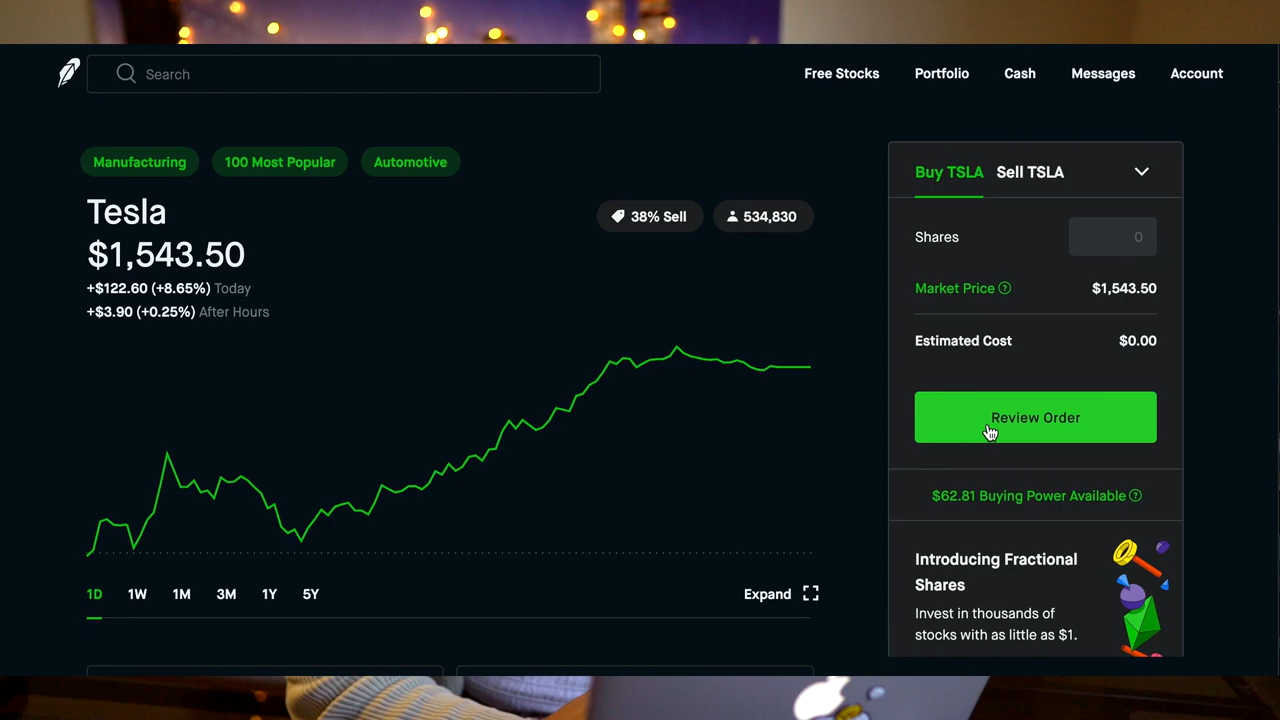 Search
Free Stocks Portfolio Cash Messages Account
Manufacturing 100 Most Popular Automotive
Tesla
$1,543.50
+$122.60 (+8.65%) Today
+$3.90 (+0.25%) After Hours
38% Sell 534,830
1D 1W 1M 3M 1Y 5Y
Expand
Buy TSLA Sell TSLA
Shares 0
Market Price ? $1,543.50
Estimated Cost $0.00
Review Order
$62.81 Buying Power Available ?
Introducing Fractional
Shares
Invest in thousands of
stocks with as little as $1.